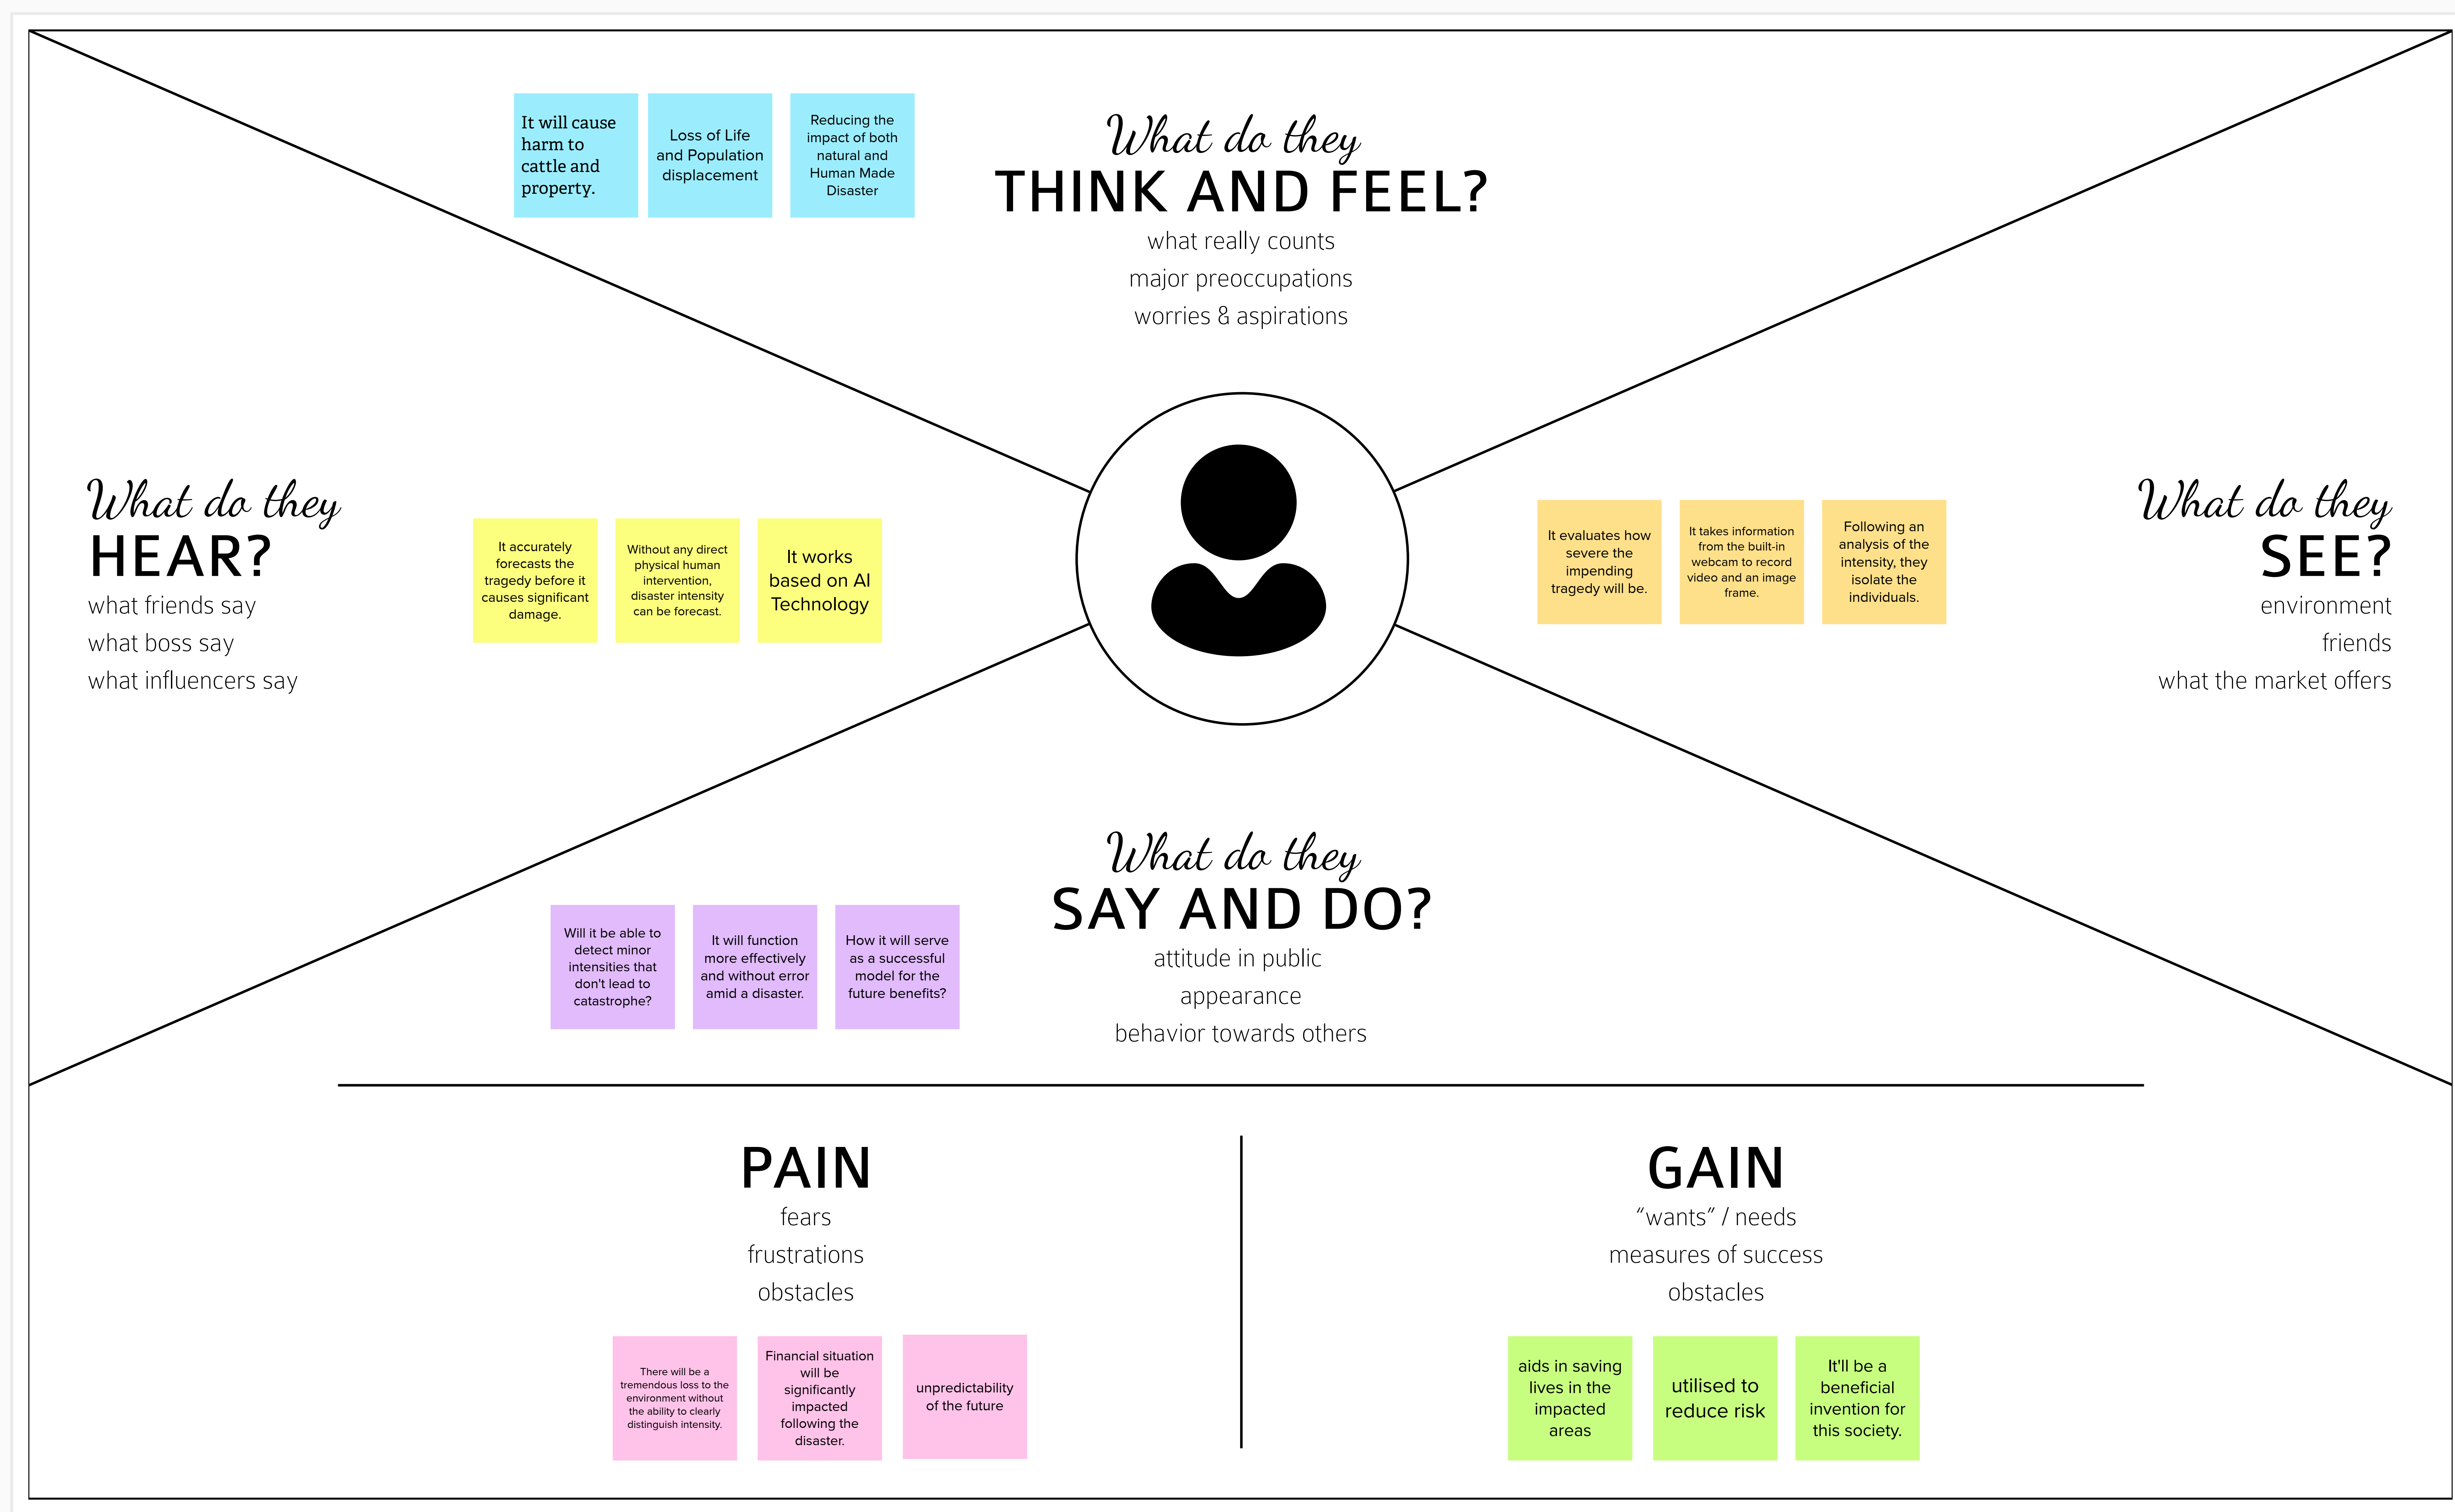 It will cause
harm to
cattle and
property.
Loss of Life
and Population
displacement
Reducing the
impact of both
natural and
Human Made
Disaster
What do they
THINK AND FEEL?
what really counts
major preoccupations
worries & aspirations
What do they
HEAR?
what friends say
what boss say
what influencers say
It accurately
forecasts the
tragedy before it
causes significant
damage.
Without any direct
physical human
intervention,
disaster intensity
can be forecast.
It works
based on AI
Technology
It evaluates how
severe the
impending
tragedy will be.
It takes information
from the built-in
webcam to record
video and an image
frame.
Following an
analysis of the
intensity, they
isolate the
individuals.
What do they
SEE?
environment
friends
what the market offers
What do they
SAY AND DO?
attitude in public
appearance
behavior towards others
Will it be able to
detect minor
intensities that
don't lead to
catastrophe?
It will function
more effectively
and without error
amid a disaster.
How it will serve
as a successful
model for the
future benefits?
PAIN
fears
frustrations
obstacles
There will be a
tremendous loss to the
environment without
the ability to clearly
distinguish intensity.
Financial situation
will be
significantly
impacted
following the
disaster.
unpredictability
of the future
GAIN
“wants” / needs
measures of success
obstacles
aids in saving
lives in the
impacted
areas
utilised to
reduce risk
It'll be a
beneficial
invention for
this society.